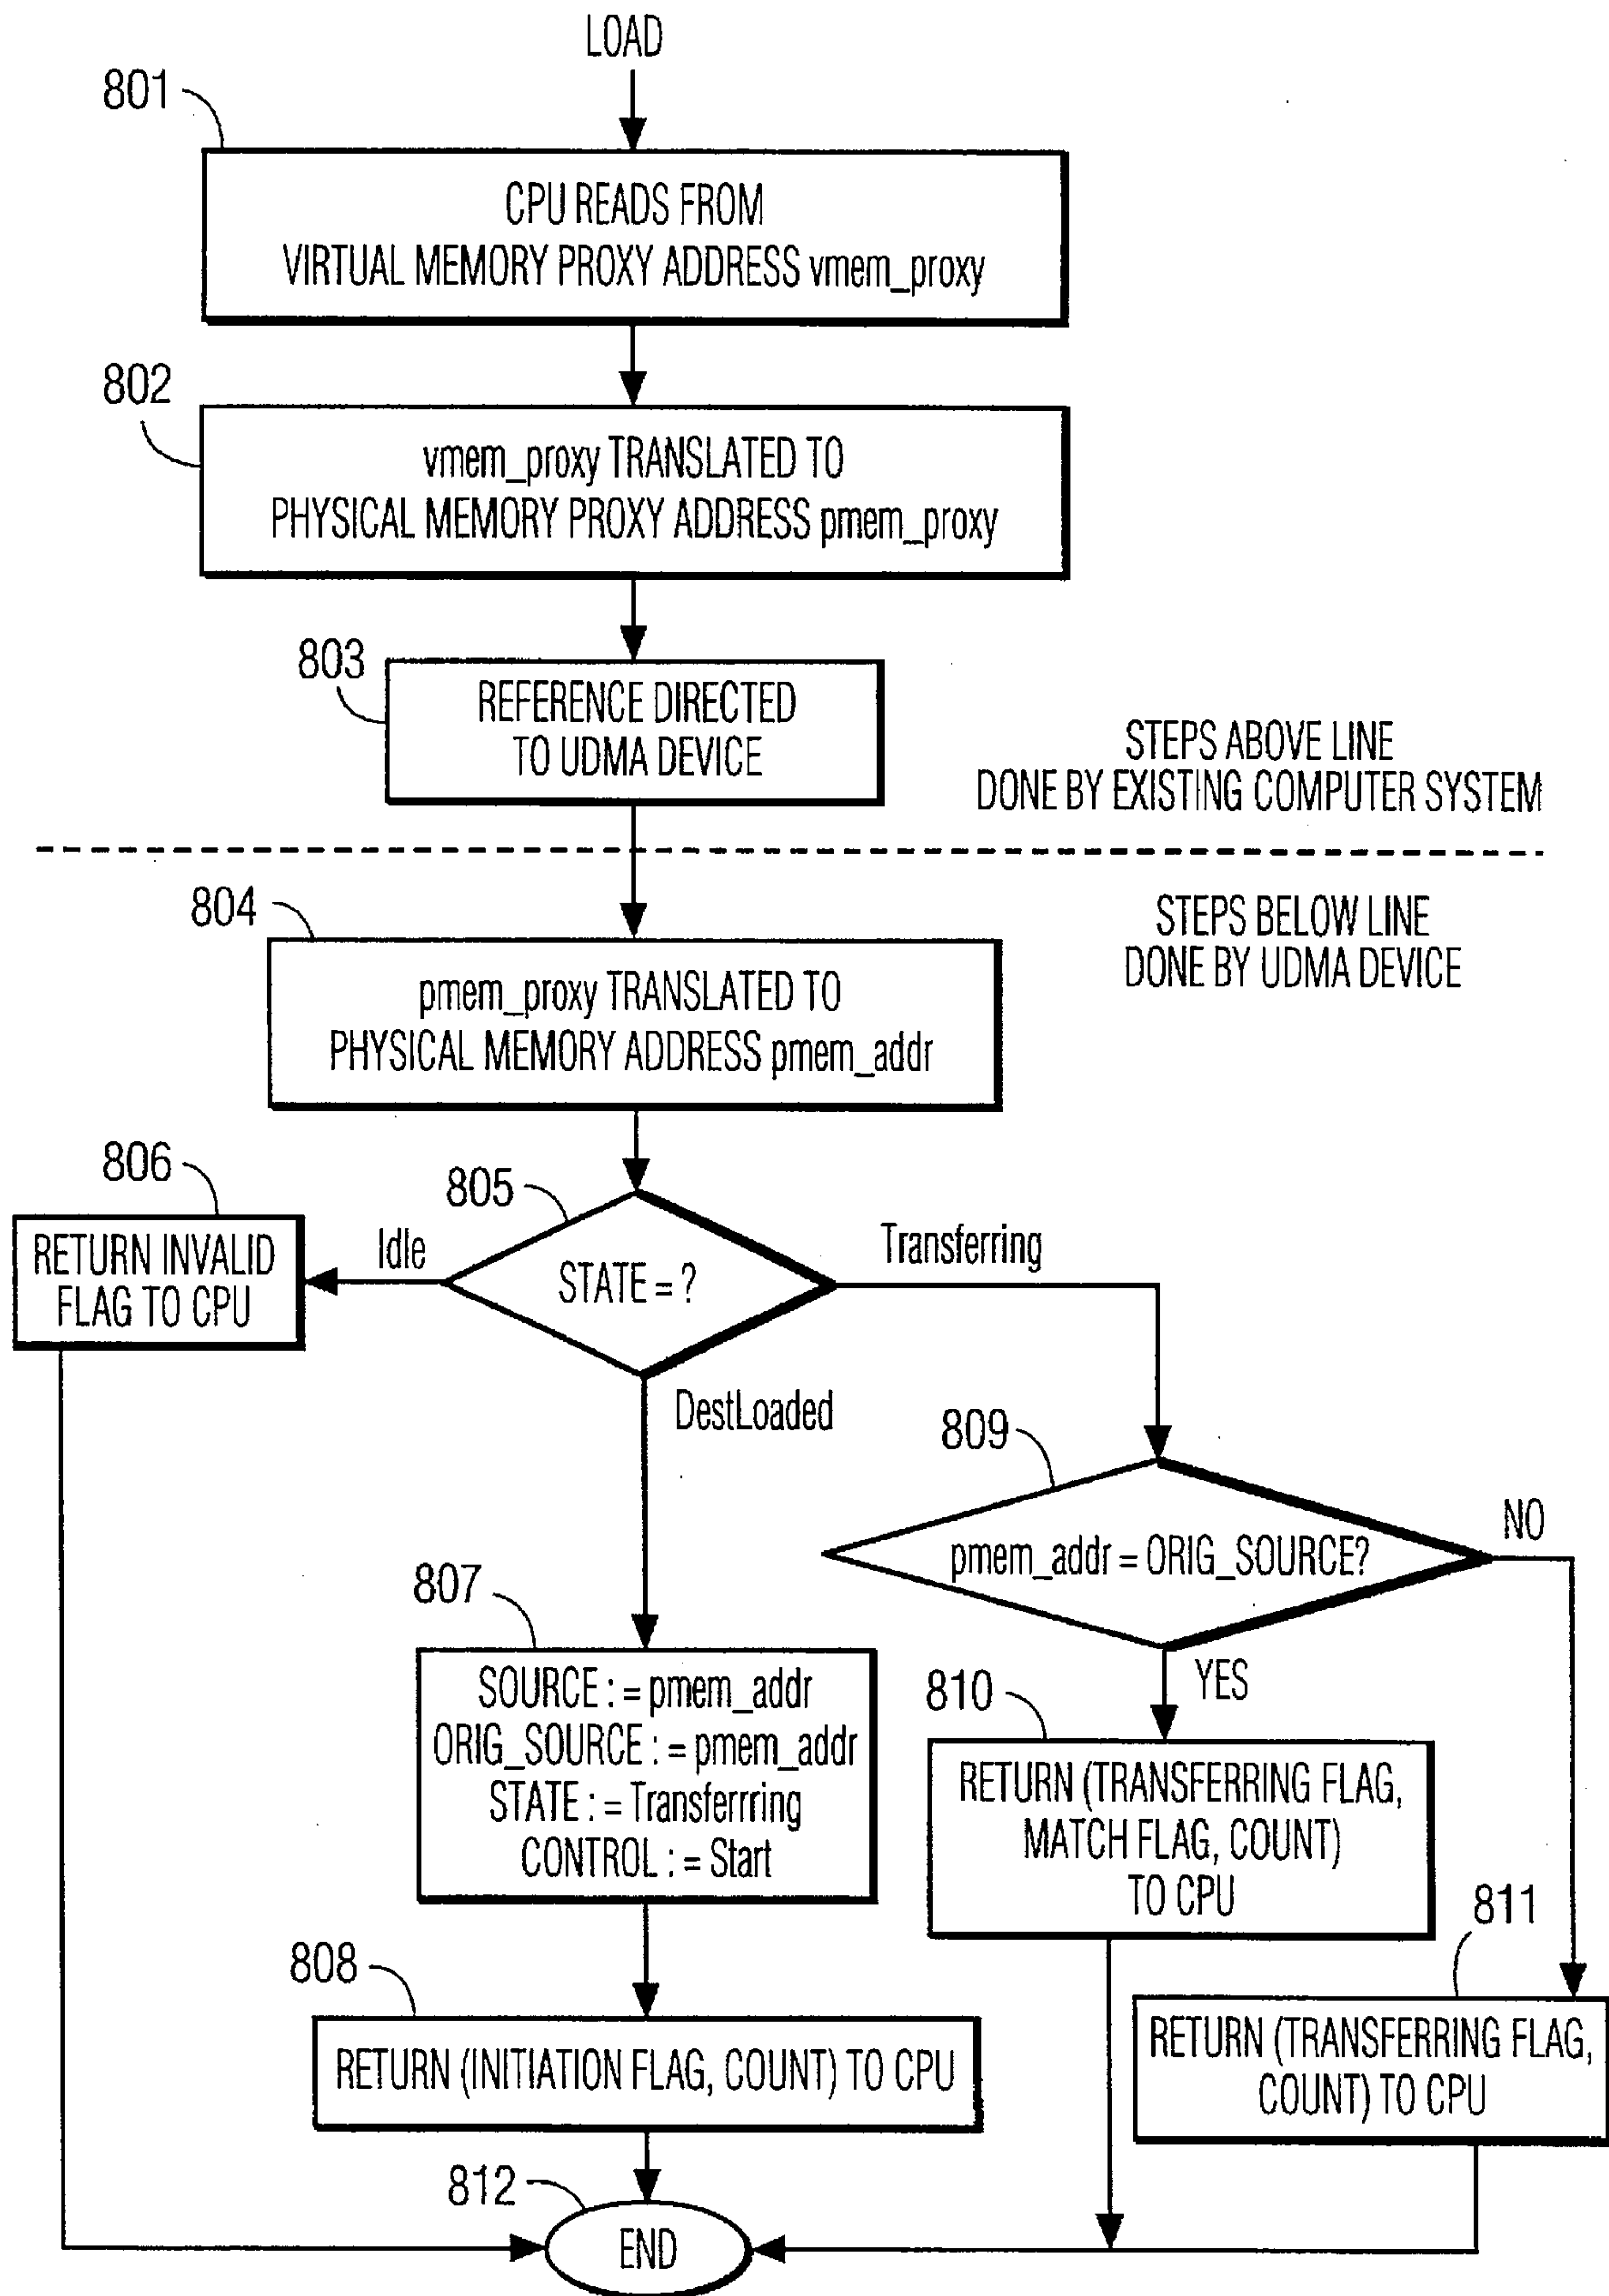 LOAD
801
CPU READS FROM
VIRTUAL MEMORY PROXY ADDRESS vmem_proxy
802
vmem_proxy TRANSLATED TO
PHYSICAL MEMORY PROXY ADDRESS pmem_proxy
803
REFERENCE DIRECTED
TO UDMA DEVICE
STEPS ABOVE LINE
DONE BY EXISTING COMPUTER SYSTEM
STEPS BELOW LINE
DONE BY UDMA DEVICE
804
pmem_proxy TRANSLATED TO
PHYSICAL MEMORY ADDRESS pmem_addr
806
RETURN INVALID
FLAG TO CPU
Idle
805
STATE = ?
Transferring
DestLoaded
809
pmem_addr = ORIG_SOURCE?
NO
YES
807
SOURCE : = pmem_addr
ORIG_SOURCE : = pmem_addr
STATE : = Transferrring
CONTROL : = Start
810
RETURN (TRANSFERRING FLAG,
MATCH FLAG, COUNT)
TO CPU
811
RETURN (TRANSFERRING FLAG,
COUNT) TO CPU
808
RETURN (INITIATION FLAG, COUNT) TO CPU
812
END